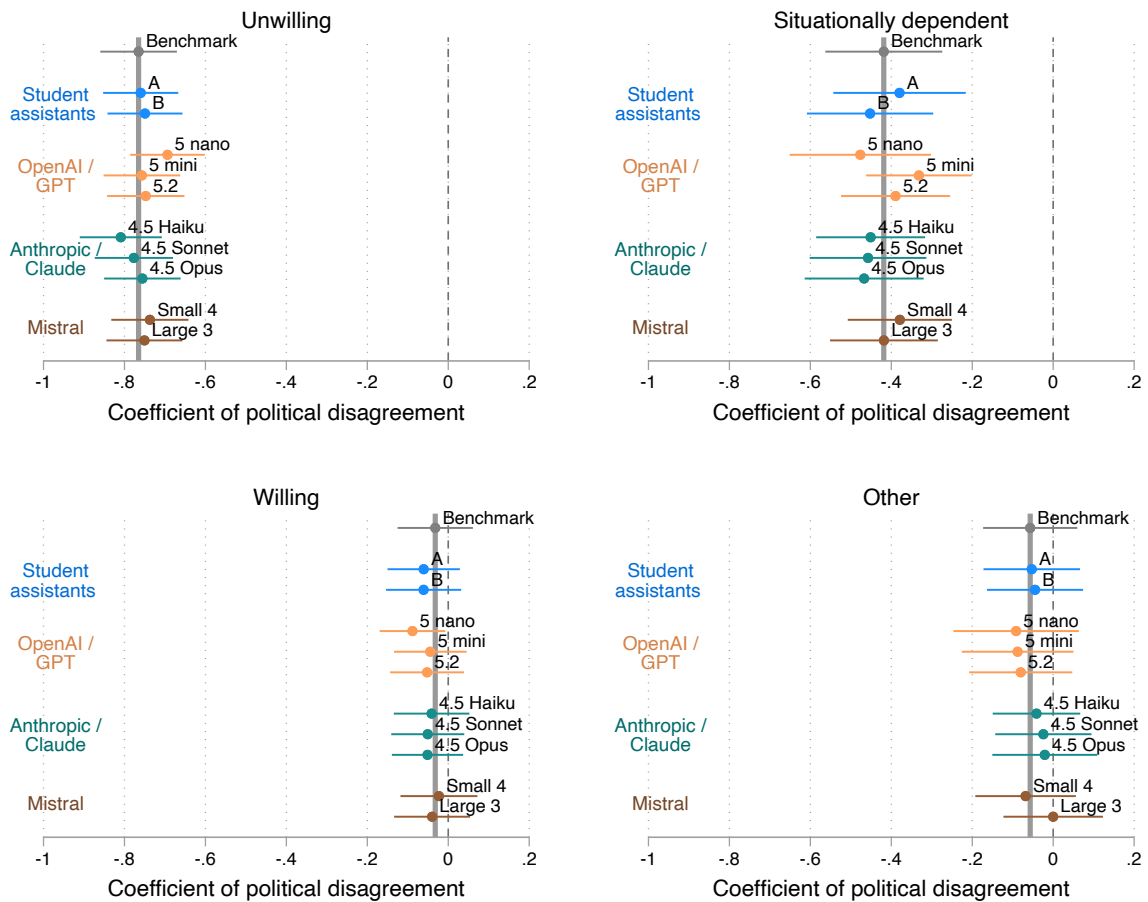 Unwilling
Benchmark
A
Student
assistants
B
5 nano
OpenAI /
GPT
5 mini
5.2
4.5 Haiku
Anthropic /
Claude
4.5 Sonnet
4.5 Opus
Small 4
Mistral
Large 3
-1 -.8 -.6 -.4 -.2 0 .2
Coefficient of political disagreement
Situationally dependent
Benchmark
A
Student
assistants
B
5 nano
OpenAI /
GPT
5 mini
5.2
4.5 Haiku
Anthropic /
Claude
4.5 Sonnet
4.5 Opus
Small 4
Mistral
Large 3
-1 -.8 -.6 -.4 -.2 0 .2
Coefficient of political disagreement
Willing
Benchmark
A
Student
assistants
B
5 nano
OpenAI /
GPT
5 mini
5.2
4.5 Haiku
Anthropic /
Claude
4.5 Sonnet
4.5 Opus
Small 4
Mistral
Large 3
-1 -.8 -.6 -.4 -.2 0 .2
Coefficient of political disagreement
Other
Benchmark
A
Student
assistants
B
5 nano
OpenAI /
GPT
5 mini
5.2
4.5 Haiku
Anthropic /
Claude
4.5 Sonnet
4.5 Opus
Small 4
Mistral
Large 3
-1 -.8 -.6 -.4 -.2 0 .2
Coefficient of political disagreement